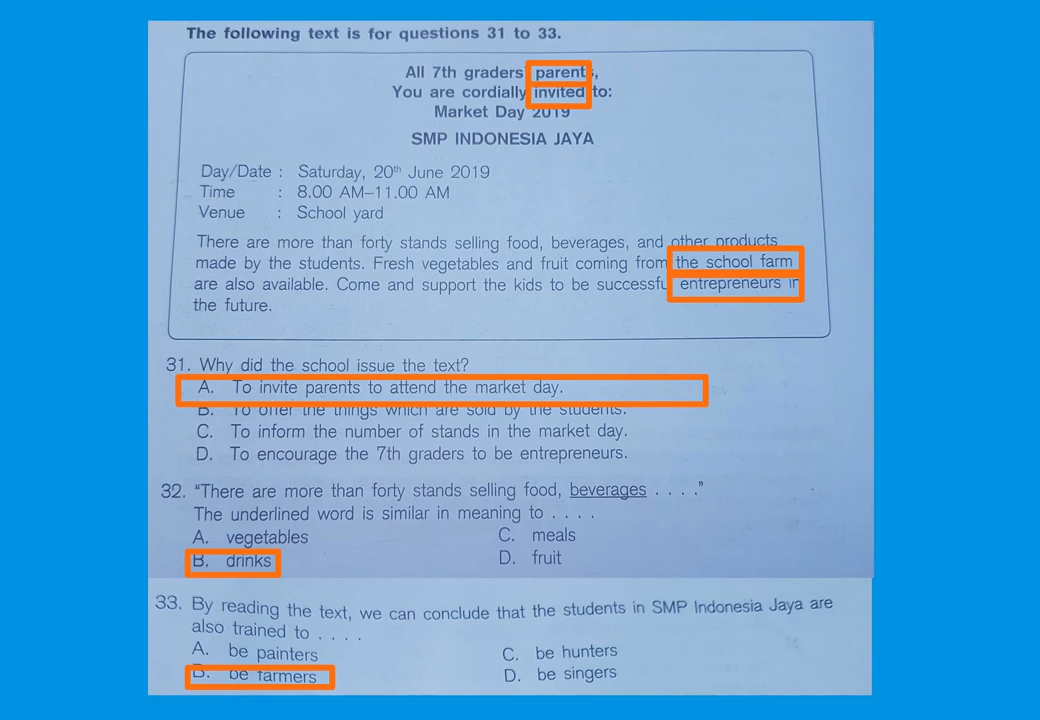 The following text is for questions 31 to 33.
All 7th graders' parents,
You are cordially invited to:
Market Day 2019
SMP INDONESIA JAYA
Day/Date : Saturday, 20th June 2019
Time : 8.00 AM–11.00 AM
Venue : School yard
There are more than forty stands selling food, beverages, and other products
made by the students. Fresh vegetables and fruit coming from the school farm
are also available. Come and support the kids to be successful entrepreneurs in
the future.
31. Why did the school issue the text?
A. To invite parents to attend the market day.
B. To offer the things which are sold by the students.
C. To inform the number of stands in the market day.
D. To encourage the 7th graders to be entrepreneurs.
32. "There are more than forty stands selling food, beverages . . . ."
The underlined word is similar in meaning to . . . .
A. vegetables C. meals
B. drinks D. fruit
33. By reading the text, we can conclude that the students in SMP Indonesia Jaya are
also trained to . . . .
A. be painters C. be hunters
B. be farmers D. be singers